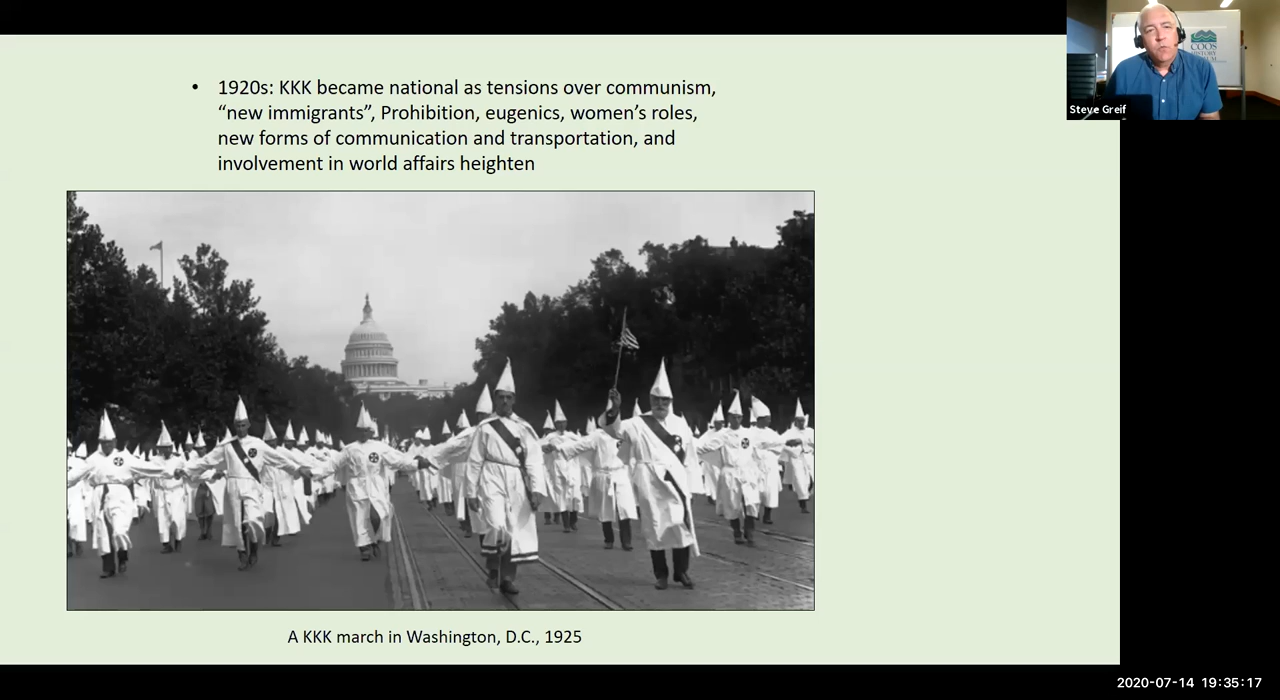 • 1920s: KKK became national as tensions over communism,
“new immigrants”, Prohibition, eugenics, women’s roles,
new forms of communication and transportation, and
involvement in world affairs heighten
A KKK march in Washington, D.C., 1925
COOS
HISTORY
Steve Greif
2020-07-14 19:35:17